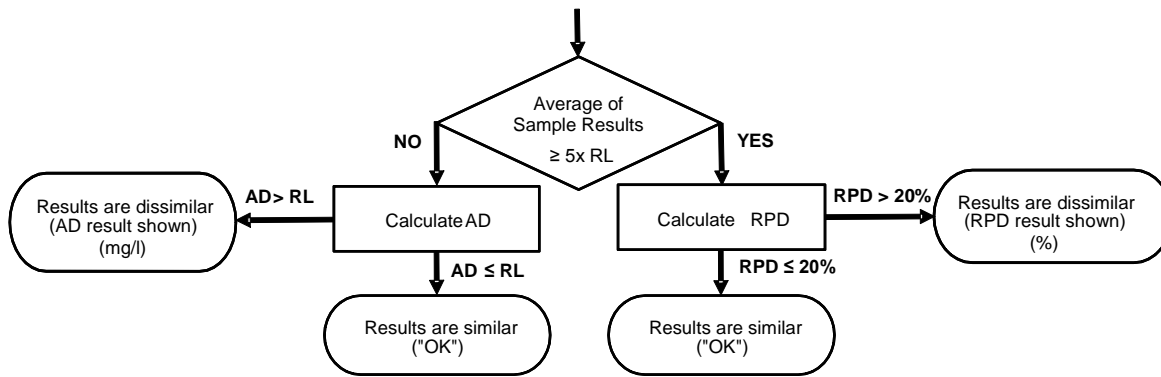 Average of
Sample Results
≥ 5x RL
NO
YES
AD> RL
Results are dissimilar
(AD result shown)
(mg/l)
Calculate AD
Calculate RPD
RPD > 20%
Results are dissimilar
(RPD result shown)
(%)
AD ≤ RL
RPD ≤ 20%
Results are similar
("OK")
Results are similar
("OK")